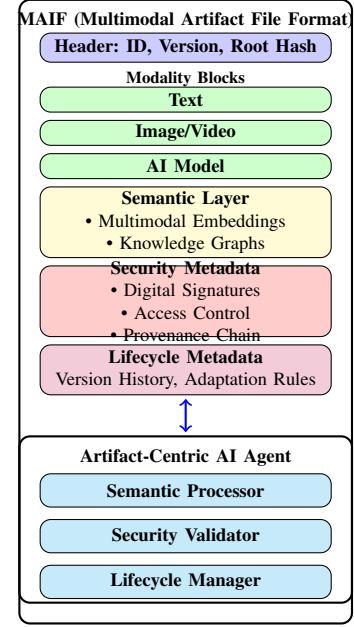 MAIF (Multimodal Artifact File Format)
Header: ID, Version, Root Hash
Modality Blocks
Text
Image/Video
AI Model
Semantic Layer
• Multimodal Embeddings
• Knowledge Graphs
Security Metadata
• Digital Signatures
• Access Control
• Provenance Chain
Lifecycle Metadata
Version History, Adaptation Rules
Artifact-Centric AI Agent
Semantic Processor
Security Validator
Lifecycle Manager